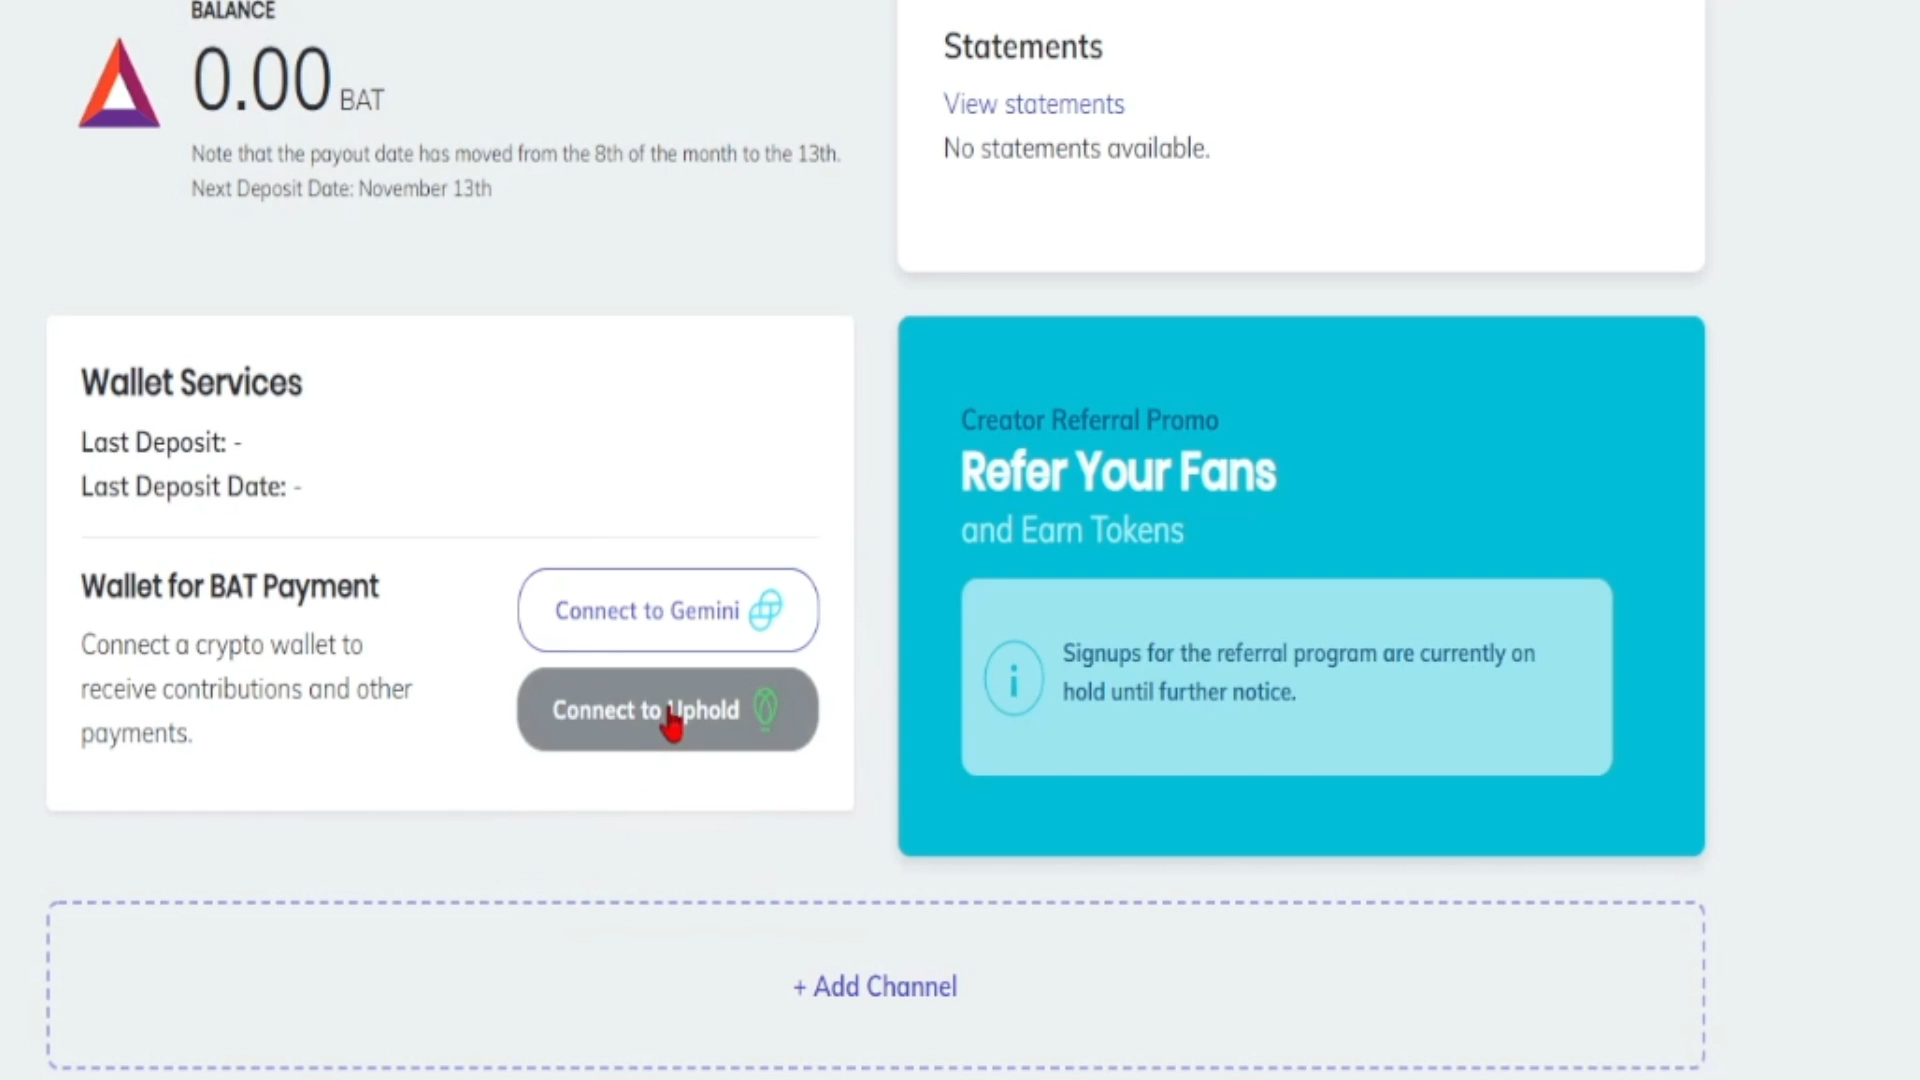 BALANCE
0.00 BAT
Note that the payout date has moved from the 8th of the month to the 13th.
Next Deposit Date: November 13th
Statements
View statements
No statements available.
Wallet Services
Last Deposit: -
Last Deposit Date: -
Wallet for BAT Payment
Connect a crypto wallet to
receive contributions and other
payments.
Connect to Gemini
Connect to Uphold
Creator Referral Promo
Refer Your Fans
and Earn Tokens
Signups for the referral program are currently on
hold until further notice.
+ Add Channel